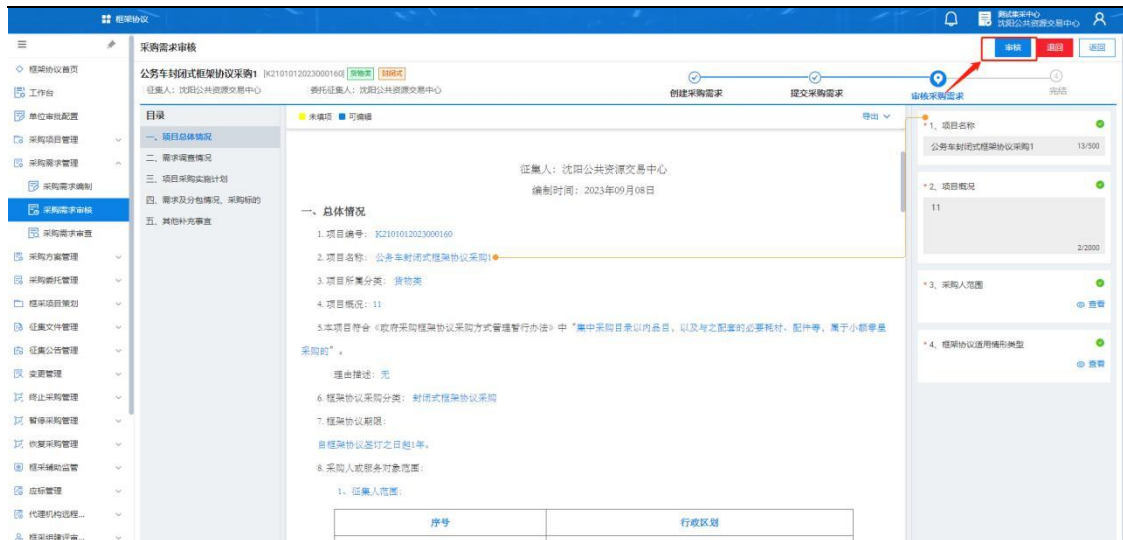 框架协议
测试集采中心
沈阳公共资源交易中心
框架协议首页
工作台
单位审批配置
采购项目管理
采购需求管理
采购需求编制
采购需求审核
采购需求审查
采购方案管理
采购委托管理
框采项目策划
征集文件管理
征集公告管理
变更管理
终止采购管理
暂停采购管理
恢复采购管理
框采辅助监管
应标管理
代理机构远程...
框采组建评审...
采购需求审核
审核
退回
返回
公务车封闭式框架协议采购1 [K2101012023000160] 货物类 封闭式
征集人：沈阳公共资源交易中心 委托征集人：沈阳公共资源交易中心
创建采购需求
提交采购需求
审核采购需求
4
完结
目录
一、项目总体情况
二、需求调查情况
三、项目采购实施计划
四、需求及分包情况、采购标的
五、其他补充事宜
未填项 可编辑
导出
征集人：沈阳公共资源交易中心
编制时间：2023年09月08日
一、总体情况
1.项目编号：K2101012023000160
2.项目名称：公务车封闭式框架协议采购1
3.项目所属分类：货物类
4.项目概况：11
5.本项目符合《政府采购框架协议采购方式管理暂行办法》中“集中采购目录以内品目，以及与之配套的必要耗材、配件等，属于小额零星
采购的”。
理由描述：无
6.框架协议采购分类：封闭式框架协议采购
7.框架协议期限：
自框架协议签订之日起1年。
8.采购人或服务对象范围：
1、征集人范围：
序号 行政区划
* 1、项目名称
公务车封闭式框架协议采购1 13/500
* 2、项目概况
11
2/2000
* 3、采购人范围
查看
* 4、框架协议适用情形类型
查看